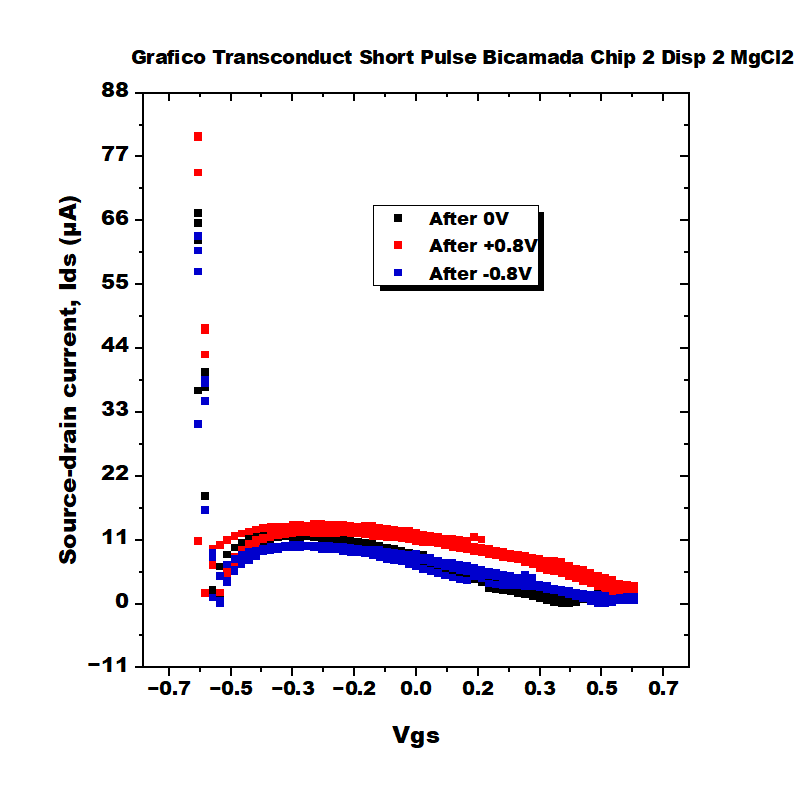 Grafico Transconduct Short Pulse Bicamada Chip 2 Disp 2 MgCl2
88
77
66
55
44
33
22
11
0
−11
Source-drain current, Ids (µA)
After 0V
After +0.8V
After -0.8V
−0.7 −0.5 −0.3 −0.2 0.0 0.2 0.3 0.5 0.7
Vgs